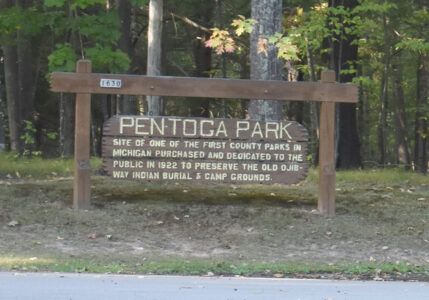 1630
PENTOGA PARK
SITE OF ONE OF THE FIRST COUNTY PARKS IN
MICHIGAN PURCHASED AND DEDICATED TO THE
PUBLIC IN 1922 TO PRESERVE THE OLD OJIB-
WAY INDIAN BURIAL & CAMP GROUNDS.